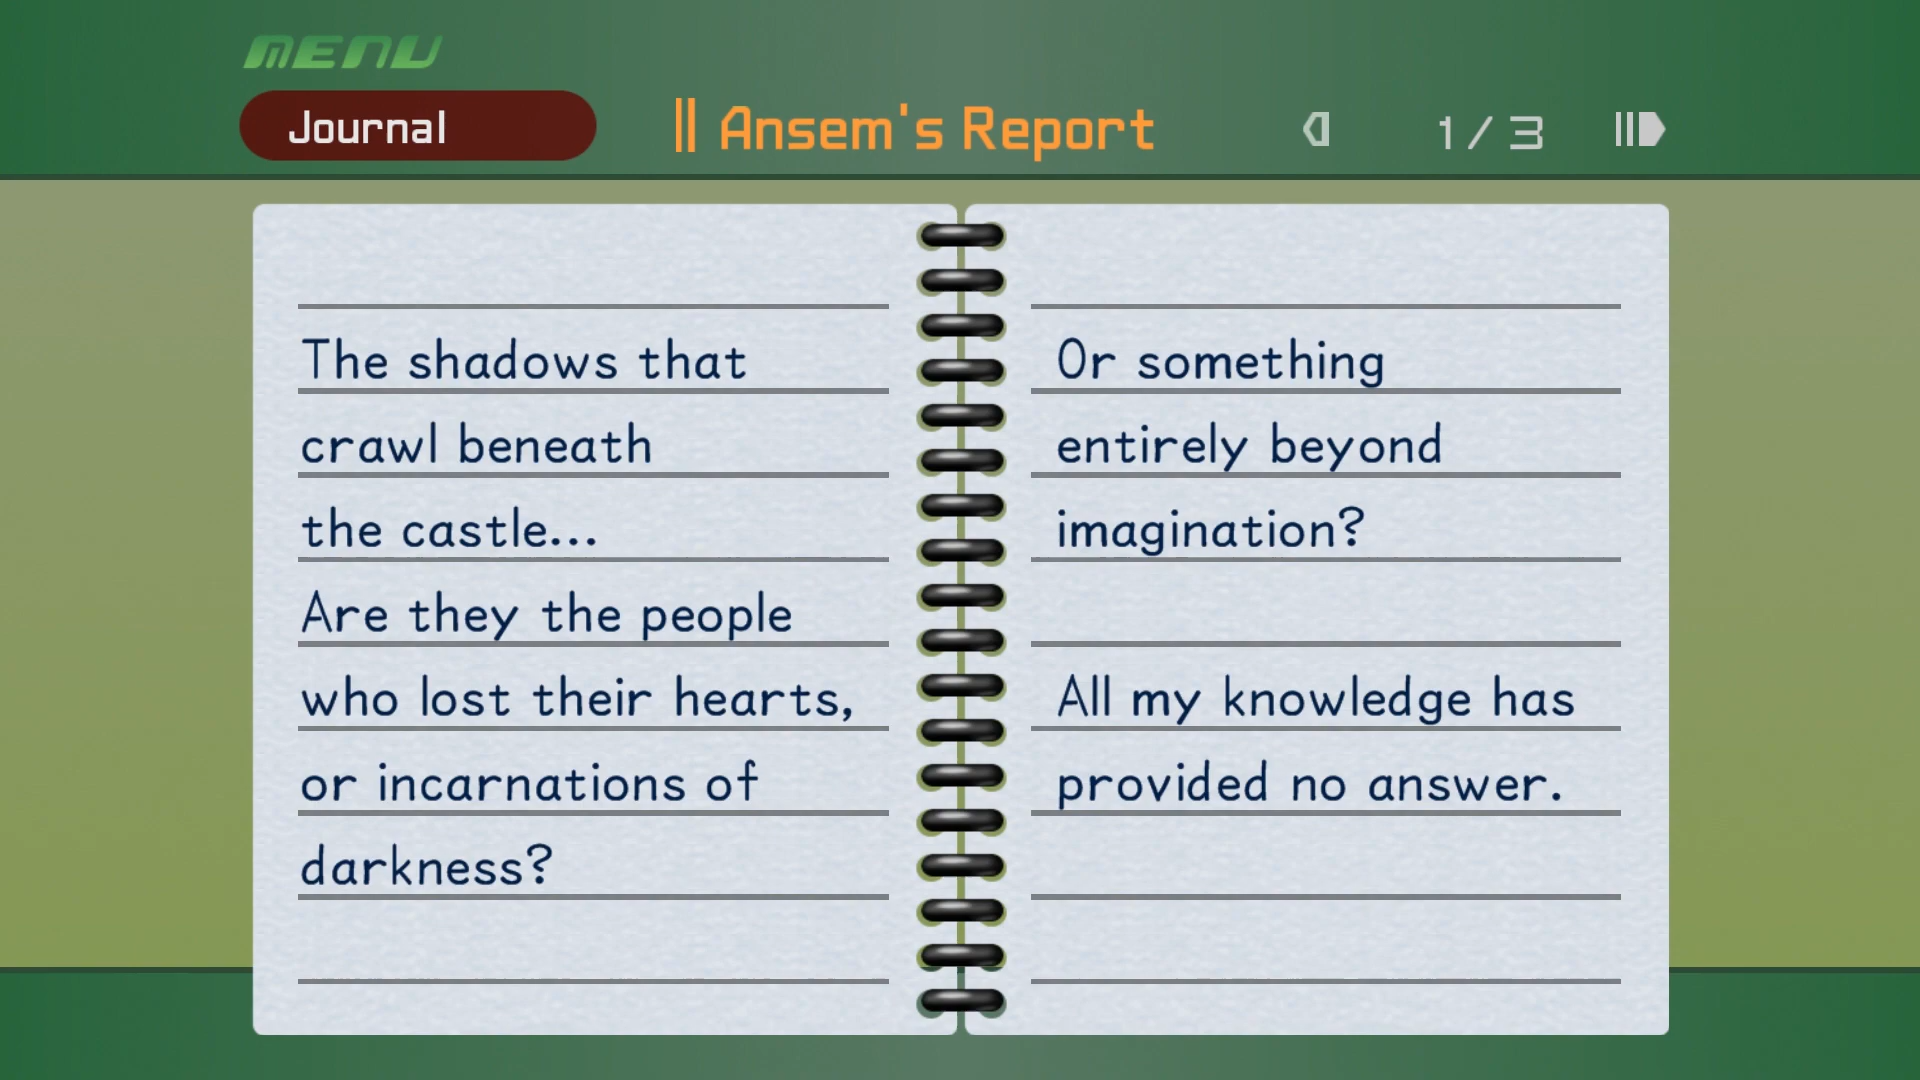 MENU
Journal
Ansem's Report
1 / 3
The shadows that
crawl beneath
the castle...
Are they the people
who lost their hearts,
or incarnations of
darkness?
Or something
entirely beyond
imagination?
All my knowledge has
provided no answer.